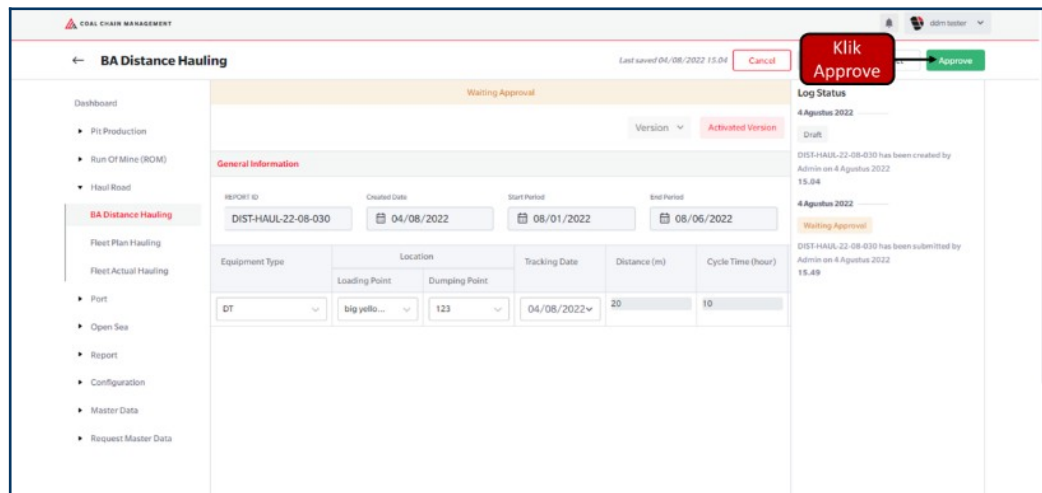 COAL CHAIN MANAGEMENT
ddm tester
← BA Distance Hauling
Last saved 04/08/2022 15.04
Cancel
Klik
Approve
Approve
Dashboard
Pit Production
Run Of Mine (ROM)
Haul Road
BA Distance Hauling
Fleet Plan Hauling
Fleet Actual Hauling
Port
Open Sea
Report
Configuration
Master Data
Request Master Data
Waiting Approval
Version
Activated Version
General Information
REPORT ID
Created Date
Start Period
End Period
DIST-HAUL-22-08-030
04/08/2022
08/01/2022
08/06/2022
Equipment Type
Location
Tracking Date
Distance (m)
Cycle Time (hour)
Loading Point
Dumping Point
DT
big yello...
123
04/08/2022
20
10
Log Status
4 Agustus 2022
Draft
DIST-HAUL-22-08-030 has been created by
Admin on 4 Agustus 2022
15.04
4 Agustus 2022
Waiting Approval
DIST-HAUL-22-08-030 has been submitted by
Admin on 4 Agustus 2022
15.49